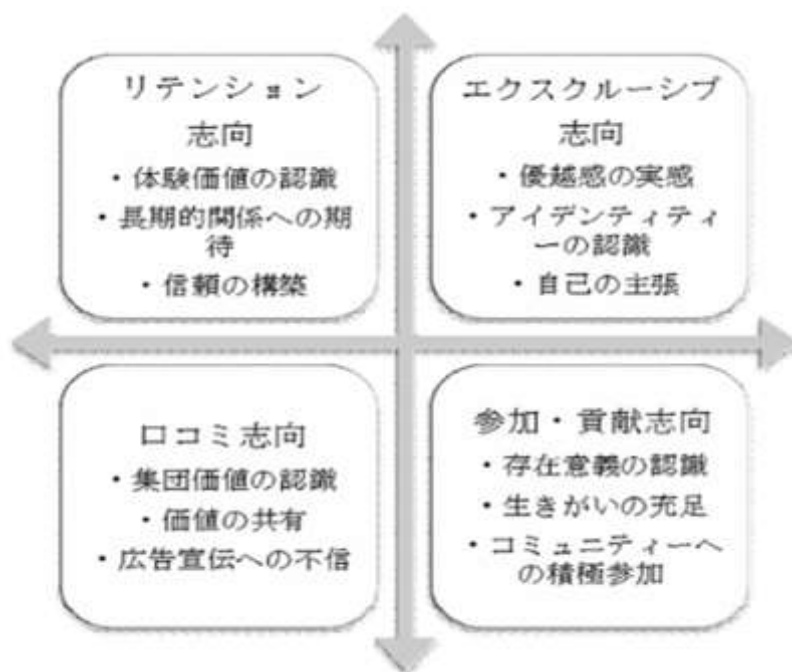 リテンション
志向
・体験価値の認識
・長期的関係への期
待
・信頼の構築
エクスクルーシブ
志向
・優越感の実感
・アイデンティティ
ーの認識
・自己の主張
口コミ志向
・集団価値の認識
・価値の共有
・広告宣伝への不信
参加・貢献志向
・存在意義の認識
・生きがいの充足
・コミュニティーへ
の積極参加